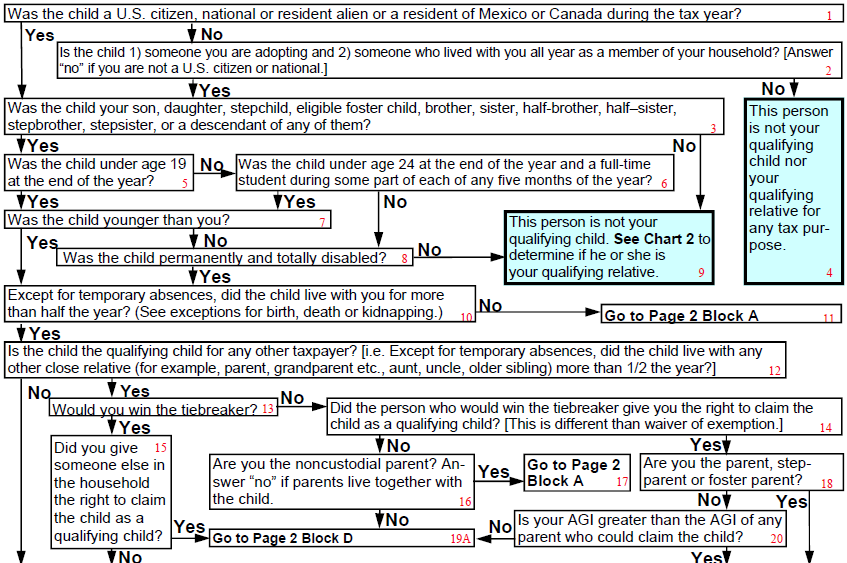 Was the child a U.S. citizen, national or resident alien or a resident of Mexico or Canada during the tax year? 1
Yes
No
Is the child 1) someone you are adopting and 2) someone who lived with you all year as a member of your household? [Answer
“no” if you are not a U.S. citizen or national.] 2
Yes
No
Was the child your son, daughter, stepchild, eligible foster child, brother, sister, half-brother, half–sister,
stepbrother, stepsister, or a descendant of any of them? 3
This person
is not your
qualifying
child nor
your
qualifying
relative for
any tax pur-
pose.
4
Yes
No
Was the child under age 19
at the end of the year? 5
No
Was the child under age 24 at the end of the year and a full-time
student during some part of each of any five months of the year? 6
Yes
Yes
No
Was the child younger than you? 7
This person is not your
qualifying child. See Chart 2 to
determine if he or she is
your qualifying relative. 9
Yes
No
Was the child permanently and totally disabled? 8
No
Yes
Except for temporary absences, did the child live with you for more
than half the year? (See exceptions for birth, death or kidnapping.) 10
No
Go to Page 2 Block A 11
Yes
Is the child the qualifying child for any other taxpayer? [i.e. Except for temporary absences, did the child live with any
other close relative (for example, parent, grandparent etc., aunt, uncle, older sibling) more than 1/2 the year?] 12
No
Yes
Would you win the tiebreaker? 13
No
Did the person who would win the tiebreaker give you the right to claim the
child as a qualifying child? [This is different than waiver of exemption.] 14
Yes
No
Yes
Did you give 15
someone else in
the household
the right to claim
the child as a
qualifying child?
Are you the noncustodial parent? An-
swer “no” if parents live together with
the child. 16
Yes
Go to Page 2
Block A 17
Are you the parent, step-
parent or foster parent? 18
No
Yes
No
Yes
Go to Page 2 Block D 19A
No
Is your AGI greater than the AGI of any
parent who could claim the child? 20
No
Yes